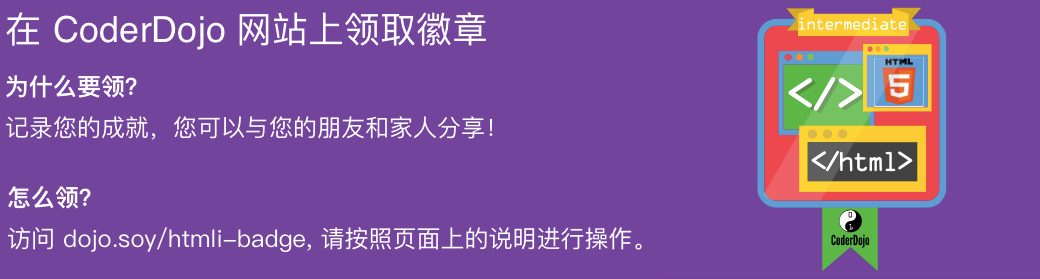 在 CoderDojo 网站上领取徽章
为什么要领?
记录您的成就，您可以与您的朋友和家人分享！
怎么领?
访问 dojo.soy/htmli-badge, 请按照页面上的说明进行操作。
intermediate
HTML
5
</>
</html>
CoderDojo